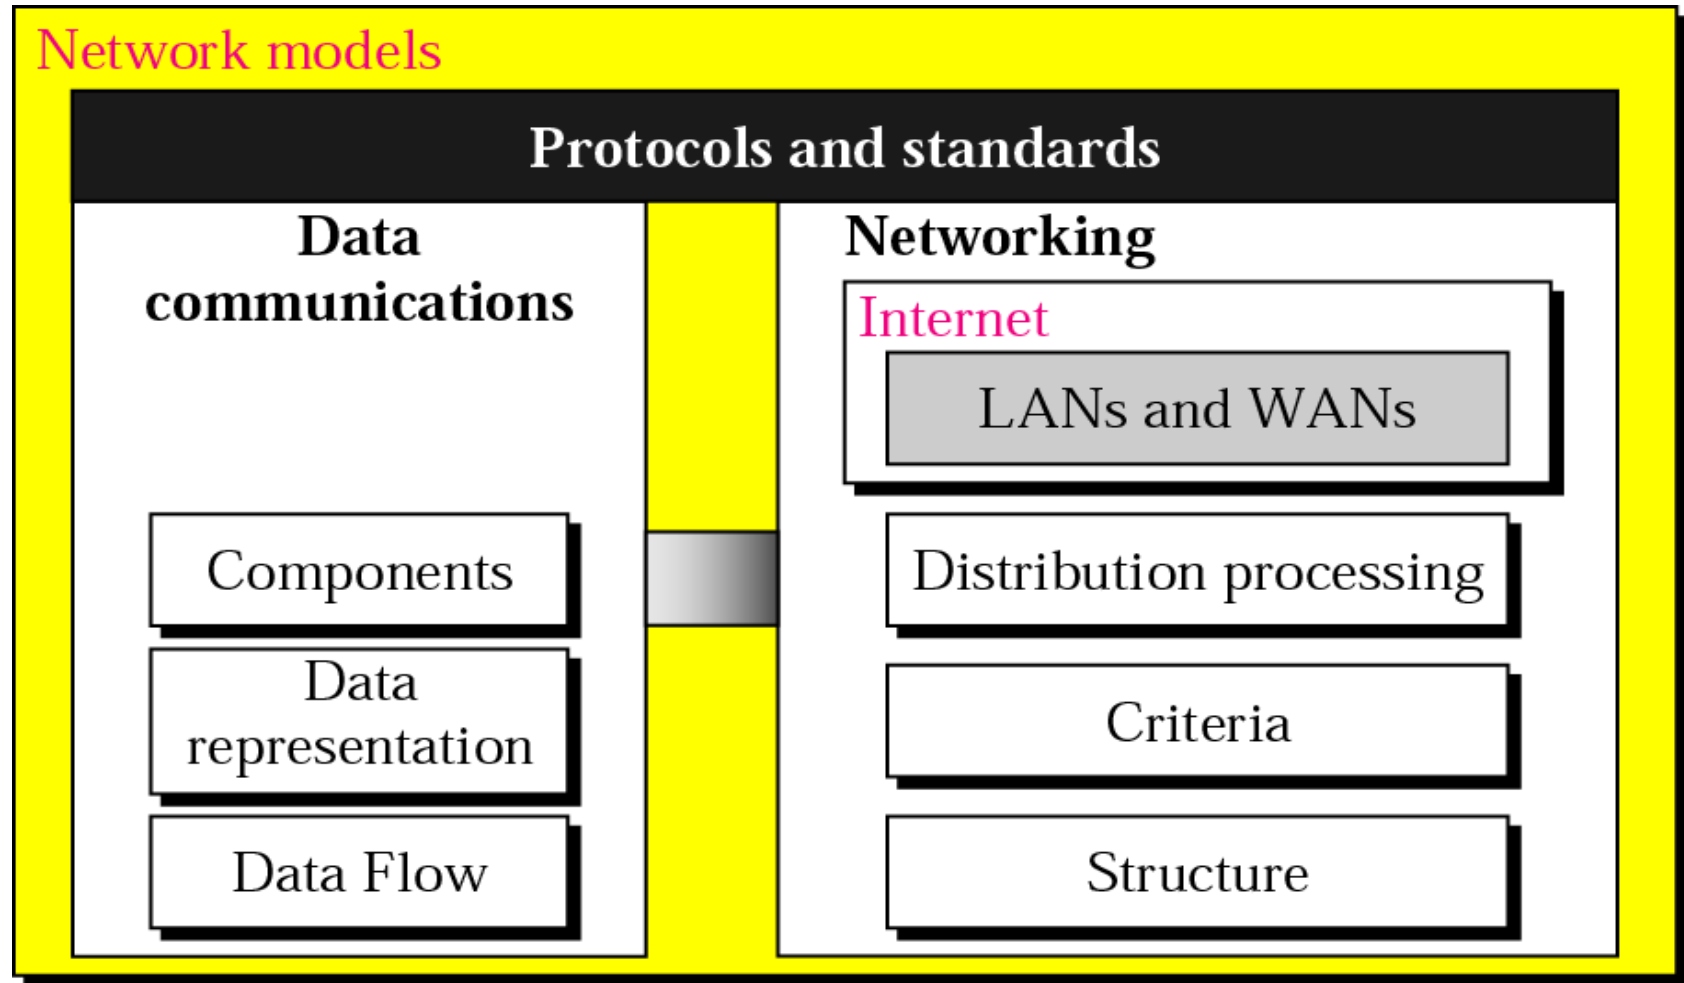 Network models
Protocols and standards
Data
communications
Components
Data
representation
Data Flow
Networking
Internet
LANs and WANs
Distribution processing
Criteria
Structure